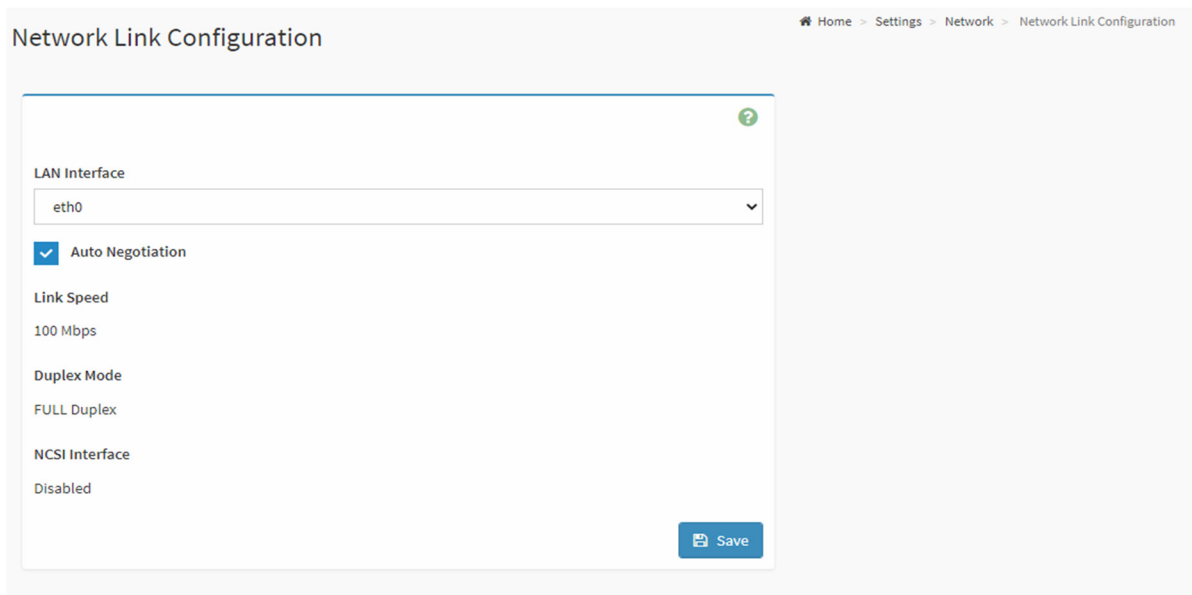 Home > Settings > Network > Network Link Configuration
Network Link Configuration
?
LAN Interface
eth0
Auto Negotiation
Link Speed
100 Mbps
Duplex Mode
FULL Duplex
NCSI Interface
Disabled
Save